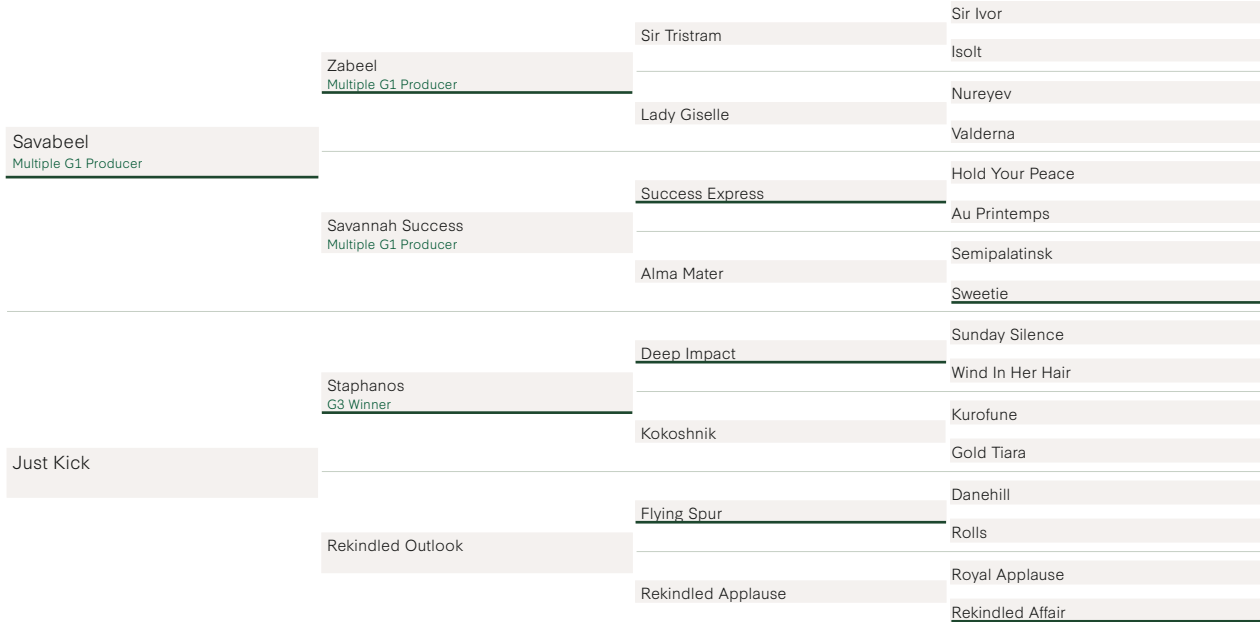 Sir Ivor
Sir Tristram
Isolt
Zabeel
Multiple G1 Producer
Nureyev
Lady Giselle
Valderna
Savabeel
Multiple G1 Producer
Hold Your Peace
Success Express
Au Printemps
Savannah Success
Multiple G1 Producer
Semipalatinsk
Alma Mater
Sweetie
Sunday Silence
Deep Impact
Wind In Her Hair
Staphanos
G3 Winner
Kurofune
Kokoshnik
Gold Tiara
Just Kick
Danehill
Flying Spur
Rolls
Rekindled Outlook
Royal Applause
Rekindled Applause
Rekindled Affair